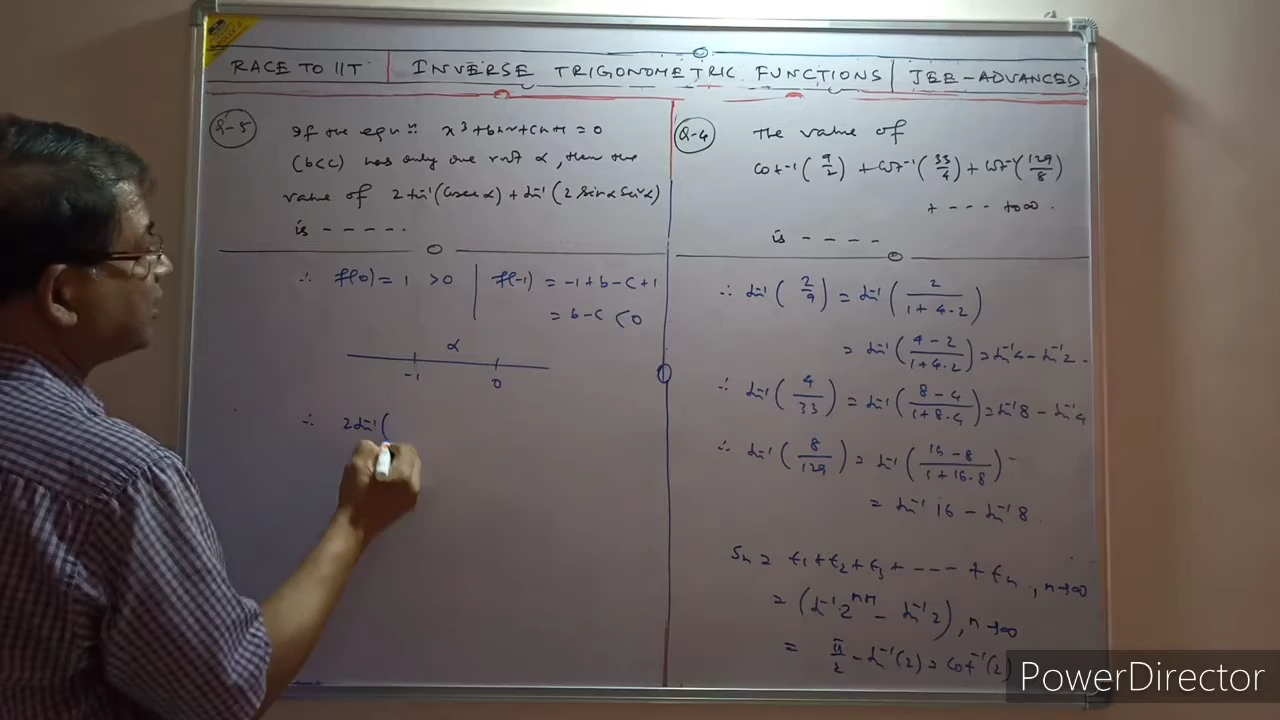 RACE TO IIT | INVERSE TRIGONOMETRIC FUNCTIONS | JEE-ADVANCED
Q-5
If the equn: x³+bx²+cx+1 = 0
(b<c) has only one root α, then the
value of 2tan⁻¹(cosec α) + tan⁻¹(2 sinα sec²α)
is - - - - - .
∴ f(0) = 1 > 0 | f(-1) = -1+b-c+1
= b-c < 0
α
-1 0
∴ 2tan⁻¹(
Q-4
The value of
cot⁻¹(9/2) + cot⁻¹(33/4) + cot⁻¹(129/8)
+ - - - to ∞ .
is - - - -
∴ tan⁻¹(2/9) = tan⁻¹(2/(1+4·2))
= tan⁻¹((4-2)/(1+4·2)) = tan⁻¹4 - tan⁻¹2 .
∴ tan⁻¹(4/33) = tan⁻¹((8-4)/(1+8·4)) = tan⁻¹8 - tan⁻¹4
∴ tan⁻¹(8/129) = tan⁻¹((16-8)/(1+16·8))
= tan⁻¹16 - tan⁻¹8 .
Sn = t₁+t₂+t₃+ - - - + tn , n→∞
= (tan⁻¹2ⁿ⁺¹ - tan⁻¹2), n→∞
= π/2 - tan⁻¹(2) = cot⁻¹(2)
PowerDirector